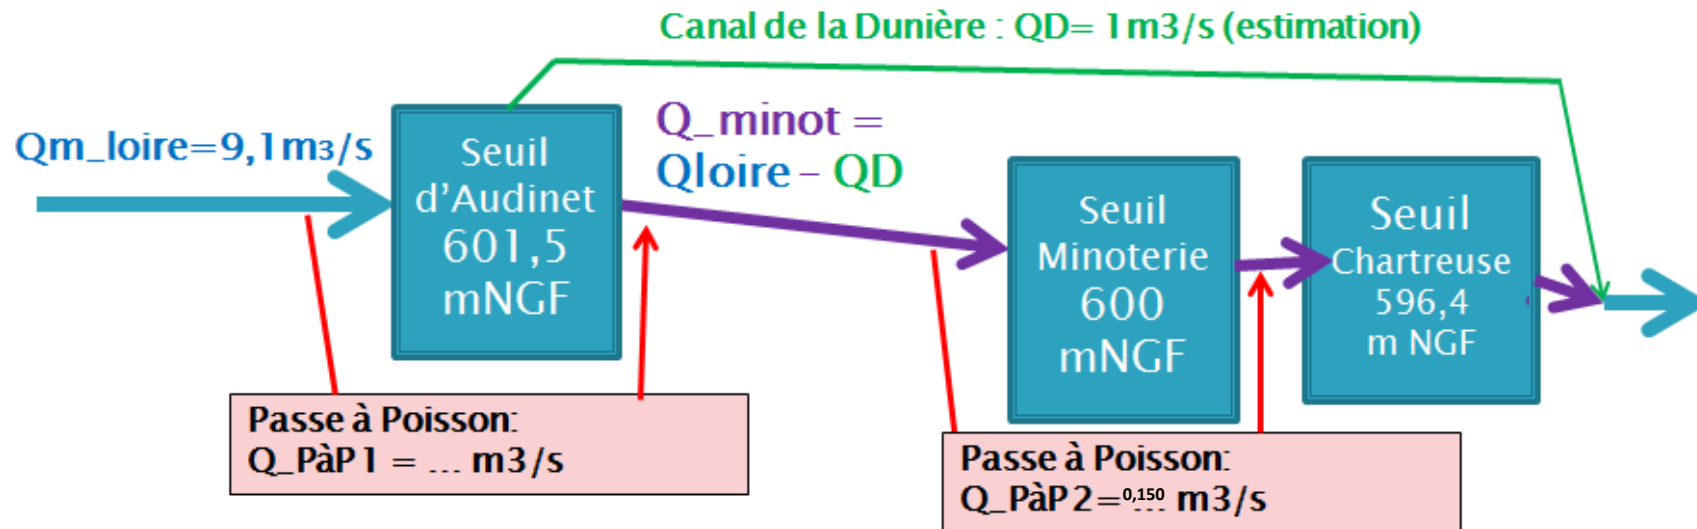 Canal de la Dunière : QD= 1m3/s (estimation)
Qm_loire=9,1m3/s
Seuil
d'Audinet
601,5
mNGF
Q_minot =
Qloire – QD
Seuil
Minoterie
600
mNGF
Seuil
Chartreuse
596,4
m NGF
Passe à Poisson:
Q_PàP1 = ... m3/s
Passe à Poisson:
Q_PàP2=0,150... m3/s